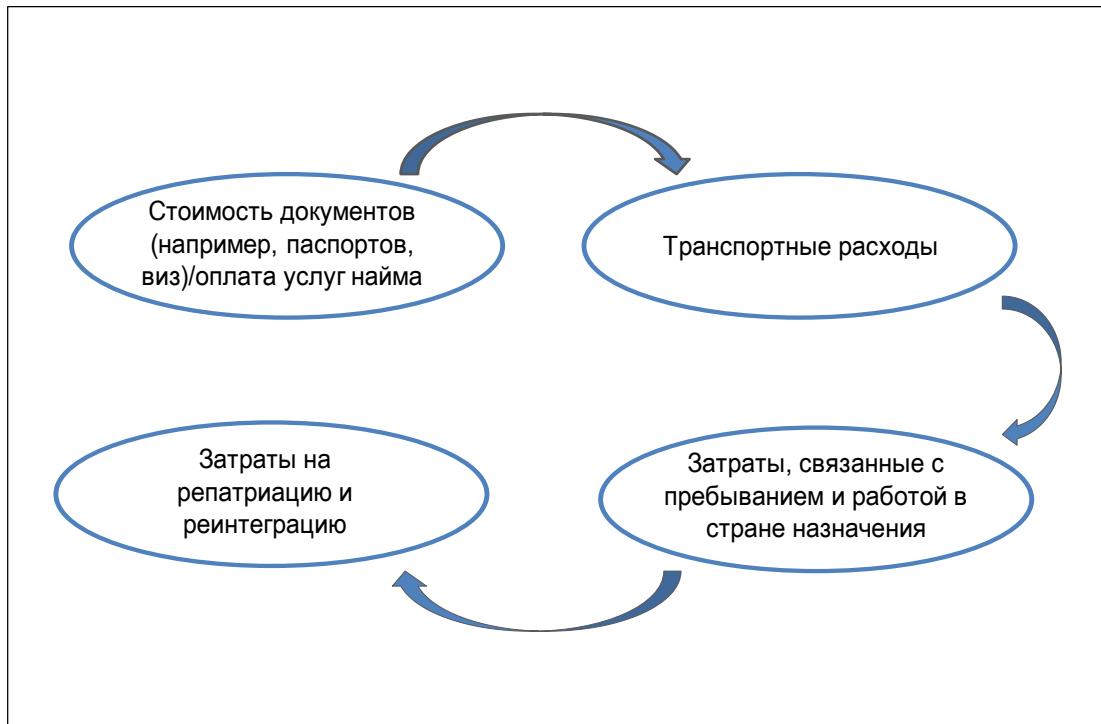 Стоимость документов
(например, паспортов,
виз)/оплата услуг найма
Транспортные расходы
Затраты, связанные с
пребыванием и работой в
стране назначения
Затраты на
репатриацию и
реинтеграцию